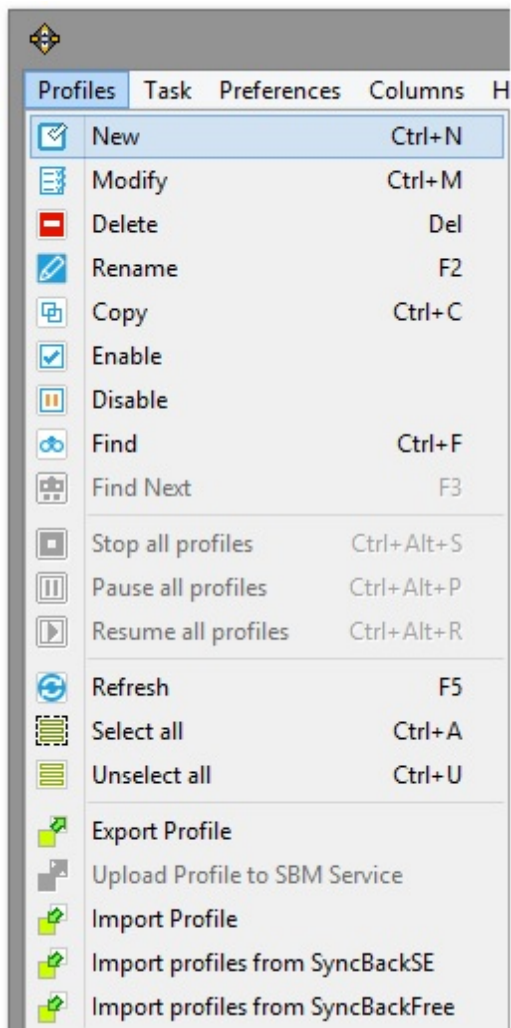 Profiles Task Preferences Columns H
New Ctrl+N
Modify Ctrl+M
Delete Del
Rename F2
Copy Ctrl+C
Enable
Disable
Find Ctrl+F
Find Next F3
Stop all profiles Ctrl+Alt+S
Pause all profiles Ctrl+Alt+P
Resume all profiles Ctrl+Alt+R
Refresh F5
Select all Ctrl+A
Unselect all Ctrl+U
Export Profile
Upload Profile to SBM Service
Import Profile
Import profiles from SyncBackSE
Import profiles from SyncBackFree